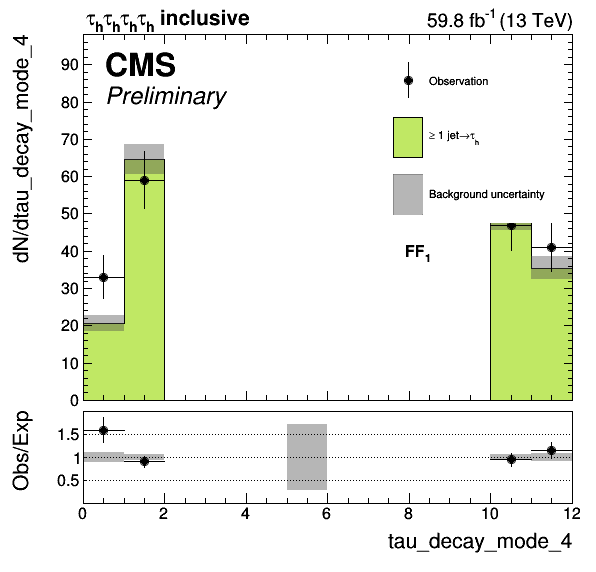 τhτhτhτh inclusive
59.8 fb-1 (13 TeV)
CMS
Preliminary
Observation
≥ 1 jet→τh
Background uncertainty
FF1
dN/dtau_decay_mode_4
90
80
70
60
50
40
30
20
10
0
Obs/Exp
1.5
1
0.5
0 2 4 6 8 10 12
tau_decay_mode_4